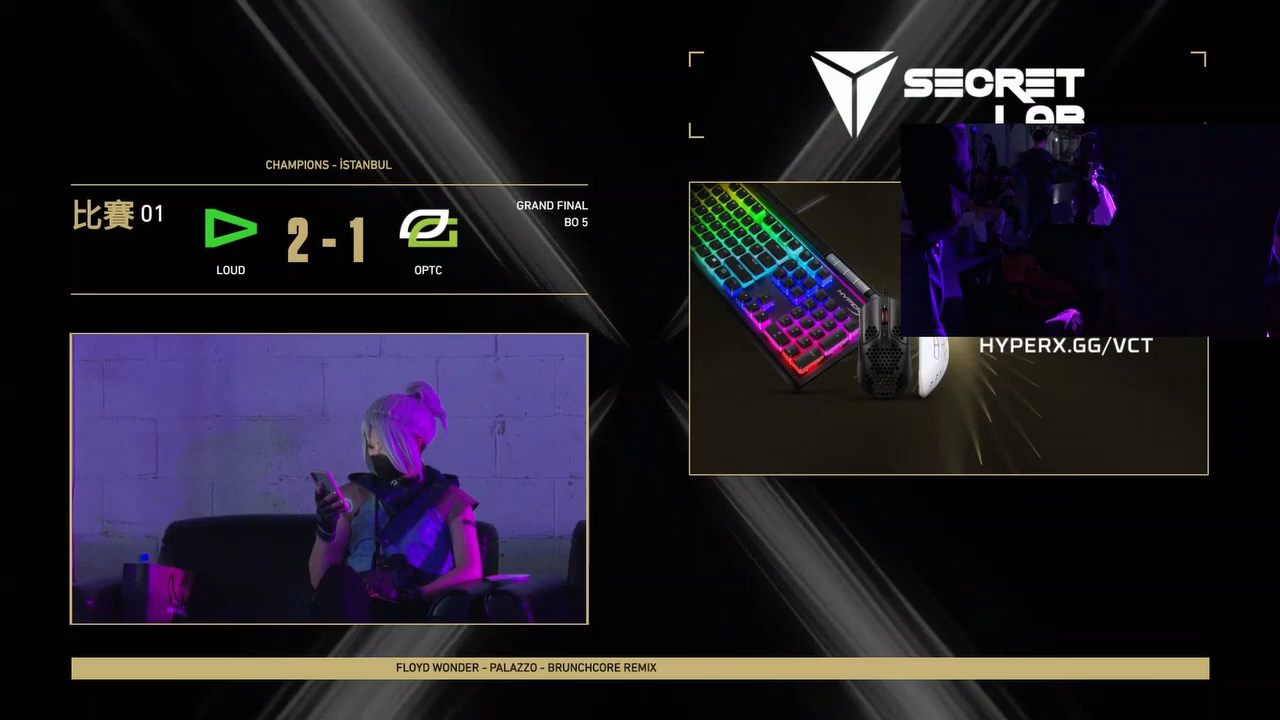 CHAMPIONS - İSTANBUL
比賽 01
2 - 1
GRAND FINAL
BO 5
LOUD
OPTC
SECRET
LAB
HYPERX.GG/VCT
FLOYD WONDER - PALAZZO - BRUNCHCORE REMIX